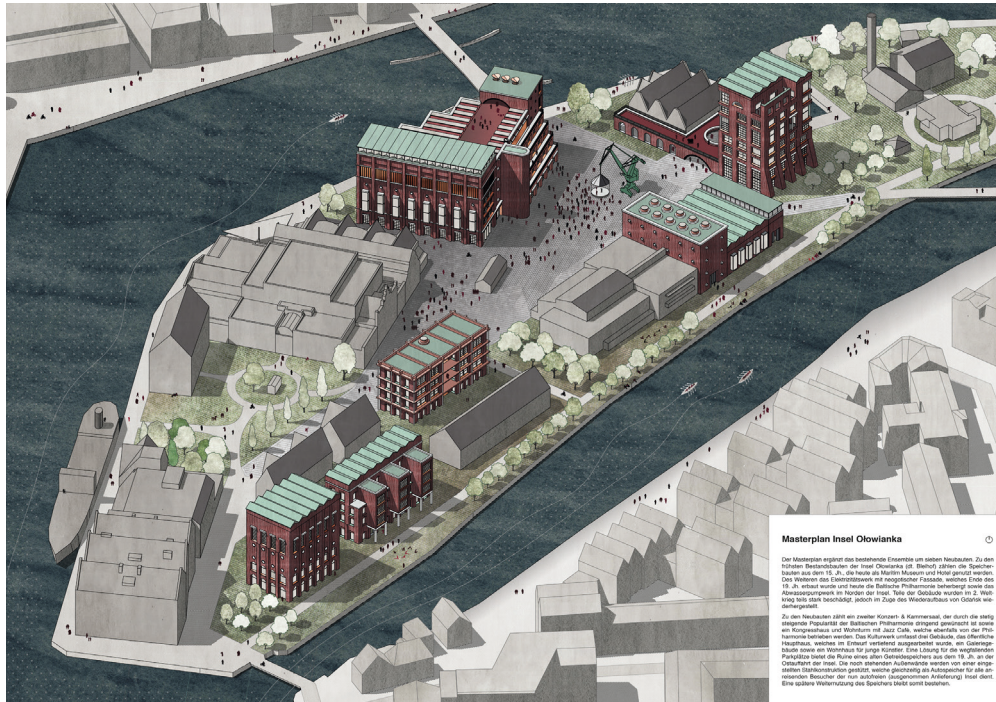 Masterplan Insel Ołowianka
Der Masterplan ergänzt das bestehende Ensemble um sieben Neubauten. Zu den
frühsten Bestandsbauten der Insel Ołowianka (dt. Bleihof) zählen die Speicher-
bauten aus dem 15. Jh., die heute als Maritim Museum und Hotel genutzt werden.
Des Weiteren das Elektrizitätswerk mit neogotischer Fassade, welches Ende des
19. Jh. erbaut wurde und heute die Baltische Philharmonie beherbergt sowie das
Abwasserpumpwerk im Norden der Insel. Teile der Gebäude wurden im 2. Welt-
krieg teils stark beschädigt, jedoch im Zuge des Wiederaufbaus von Gdańsk wie-
derhergestellt.
Zu den Neubauten zählt ein zweiter Konzert- & Kammersaal, der durch die stetig
steigende Popularität der Baltischen Philharmonie dringend gewünscht ist sowie
ein Kongresshaus und Wohnturm mit Jazz Café, welche ebenfalls von der Phil-
harmonie betrieben werden. Das Kulturwerk umfasst drei Gebäude, das öffentliche
Haupthaus, welches im Entwurf vertiefend ausgearbeitet wurde, ein Galeriege-
bäude sowie ein Wohnhaus für junge Künstler. Eine Lösung für die wegfallenden
Parkplätze bietet die Ruine eines alten Getreidespeichers aus dem 19. Jh. an der
Ostauffahrt der Insel. Die noch stehenden Außenwände werden von einer einge-
stellten Stahlkonstruktion gestützt, welche gleichzeitig als Autospeicher für alle an-
reisenden Besucher der nun autofreien (ausgenommen Anlieferung) Insel dient.
Eine spätere Weiternutzung des Speichers bleibt somit bestehen.